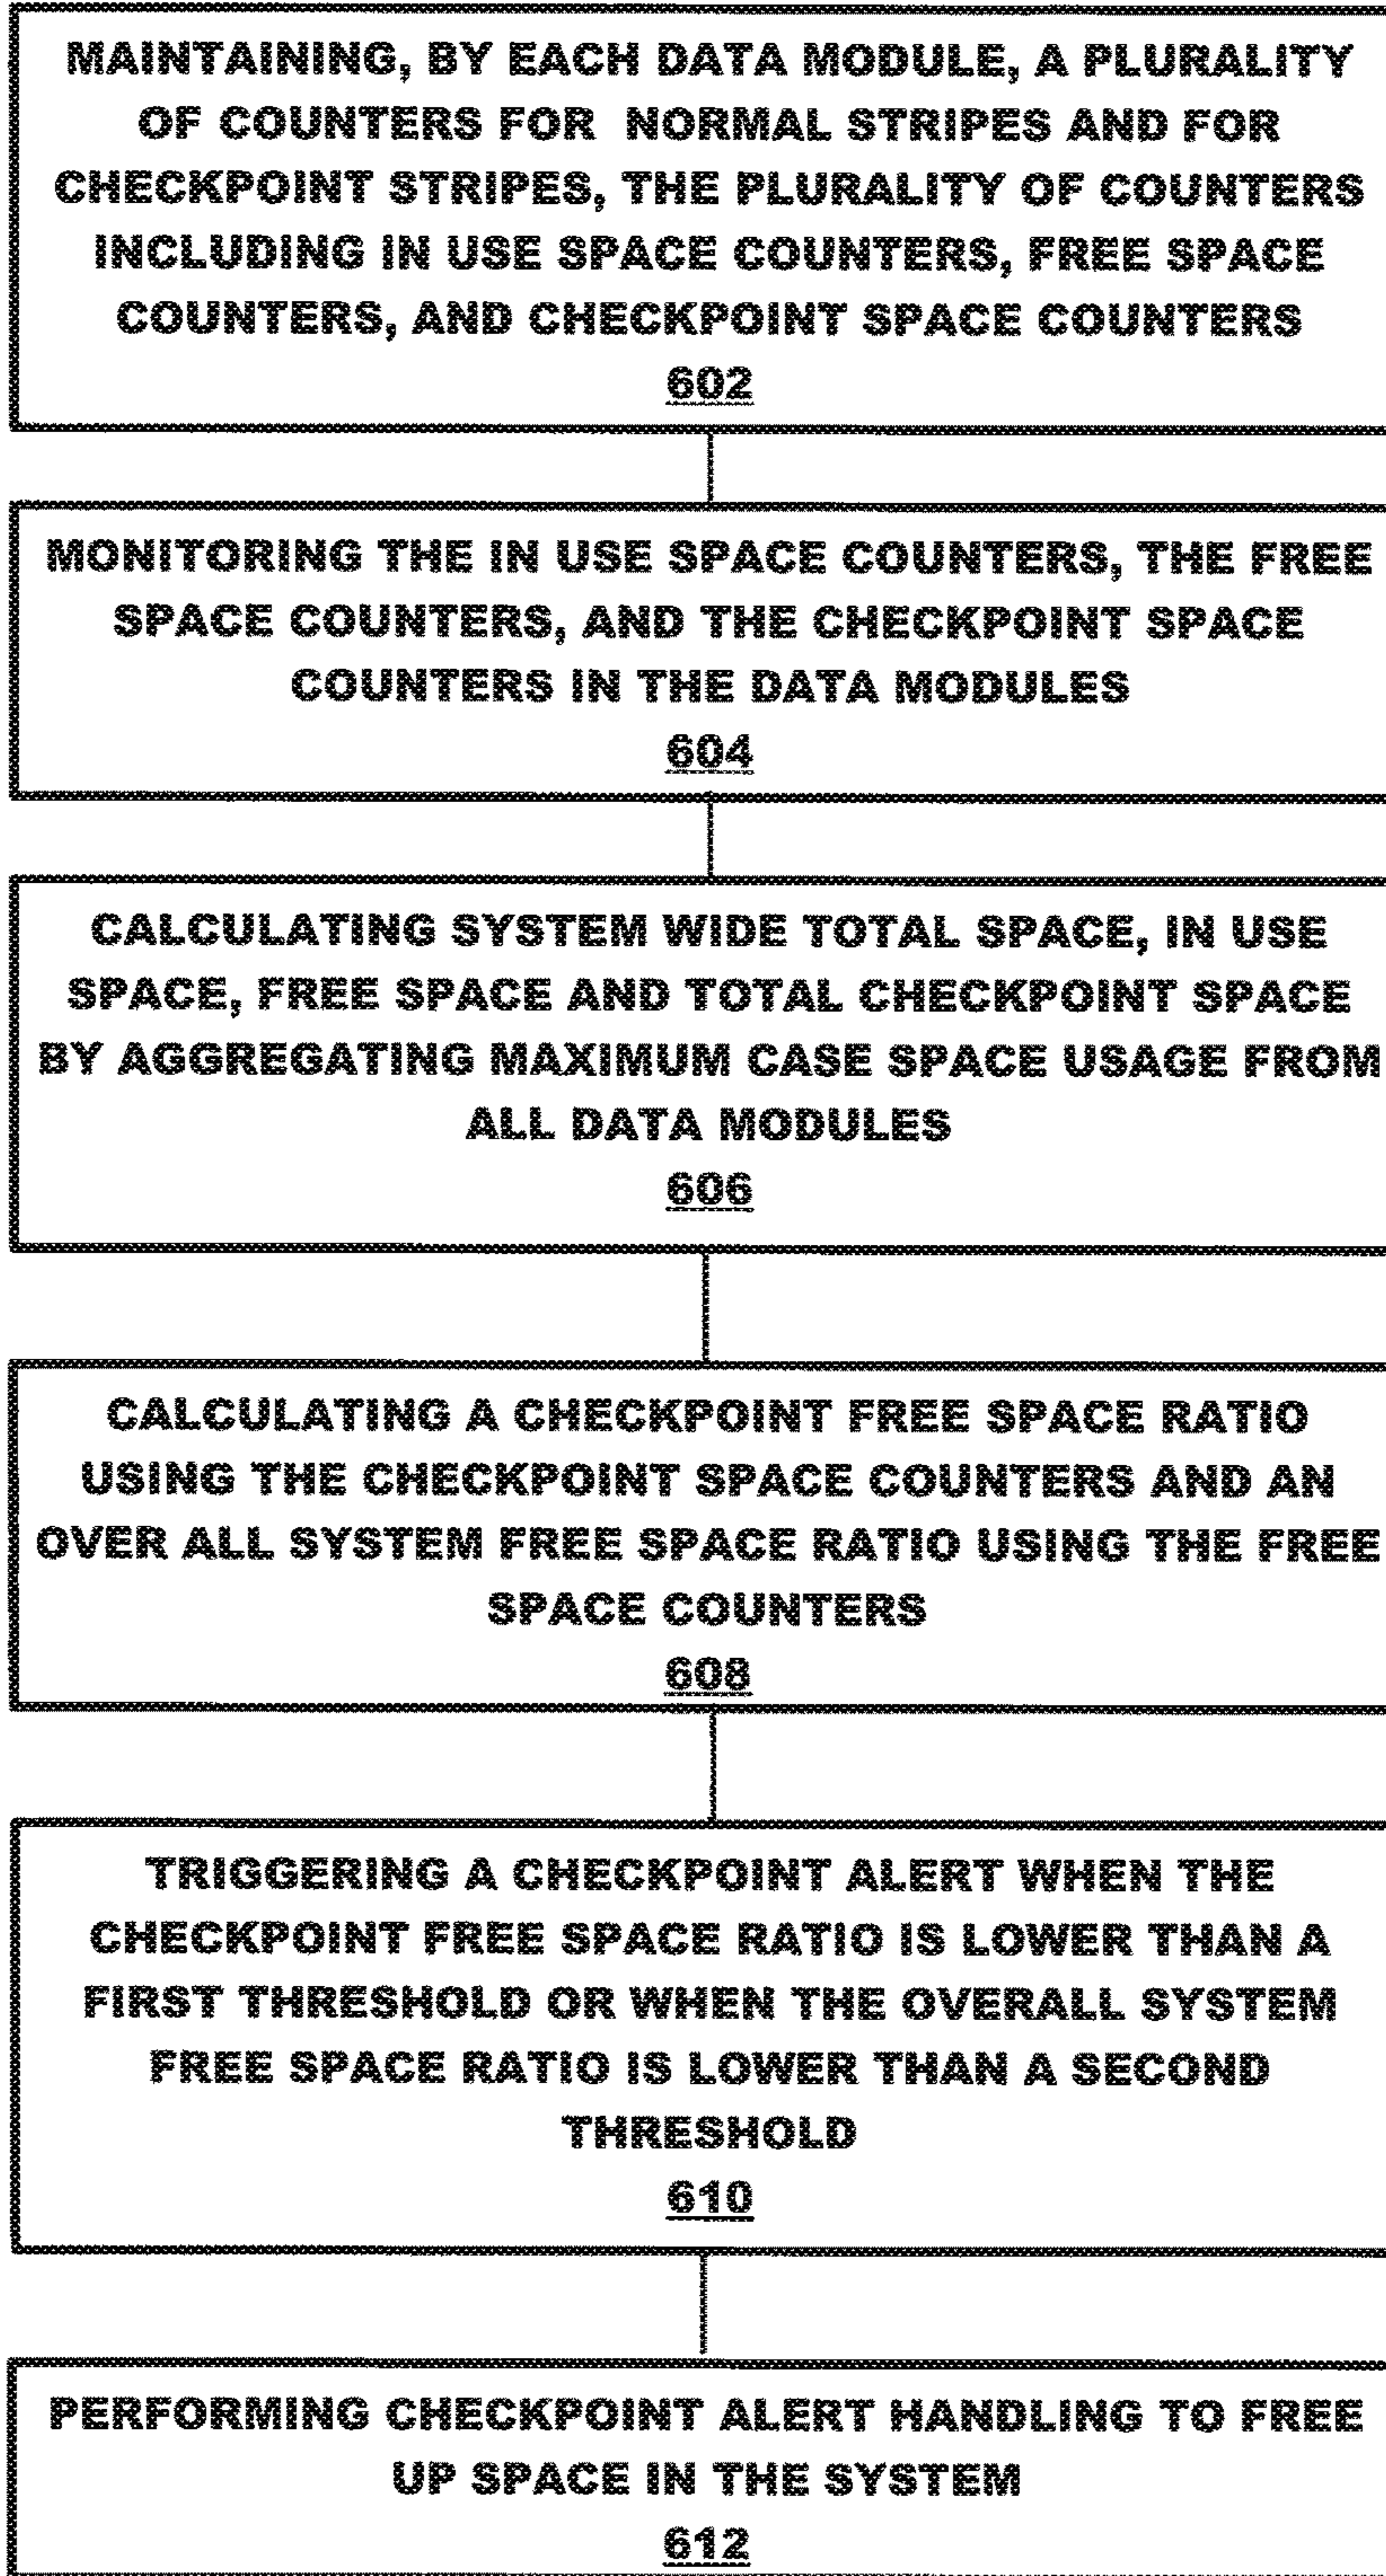 MAINTAINING, BY EACH DATA MODULE, A PLURALITY
OF COUNTERS FOR NORMAL STRIPES AND FOR
CHECKPOINT STRIPES, THE PLURALITY OF COUNTERS
INCLUDING IN USE SPACE COUNTERS, FREE SPACE
COUNTERS, AND CHECKPOINT SPACE COUNTERS
602
MONITORING THE IN USE SPACE COUNTERS, THE FREE
SPACE COUNTERS, AND THE CHECKPOINT SPACE
COUNTERS IN THE DATA MODULES
604
CALCULATING SYSTEM WIDE TOTAL SPACE, IN USE
SPACE, FREE SPACE AND TOTAL CHECKPOINT SPACE
BY AGGREGATING MAXIMUM CASE SPACE USAGE FROM
ALL DATA MODULES
606
CALCULATING A CHECKPOINT FREE SPACE RATIO
USING THE CHECKPOINT SPACE COUNTERS AND AN
OVER ALL SYSTEM FREE SPACE RATIO USING THE FREE
SPACE COUNTERS
608
TRIGGERING A CHECKPOINT ALERT WHEN THE
CHECKPOINT FREE SPACE RATIO IS LOWER THAN A
FIRST THRESHOLD OR WHEN THE OVERALL SYSTEM
FREE SPACE RATIO IS LOWER THAN A SECOND
THRESHOLD
610
PERFORMING CHECKPOINT ALERT HANDLING TO FREE
UP SPACE IN THE SYSTEM
612